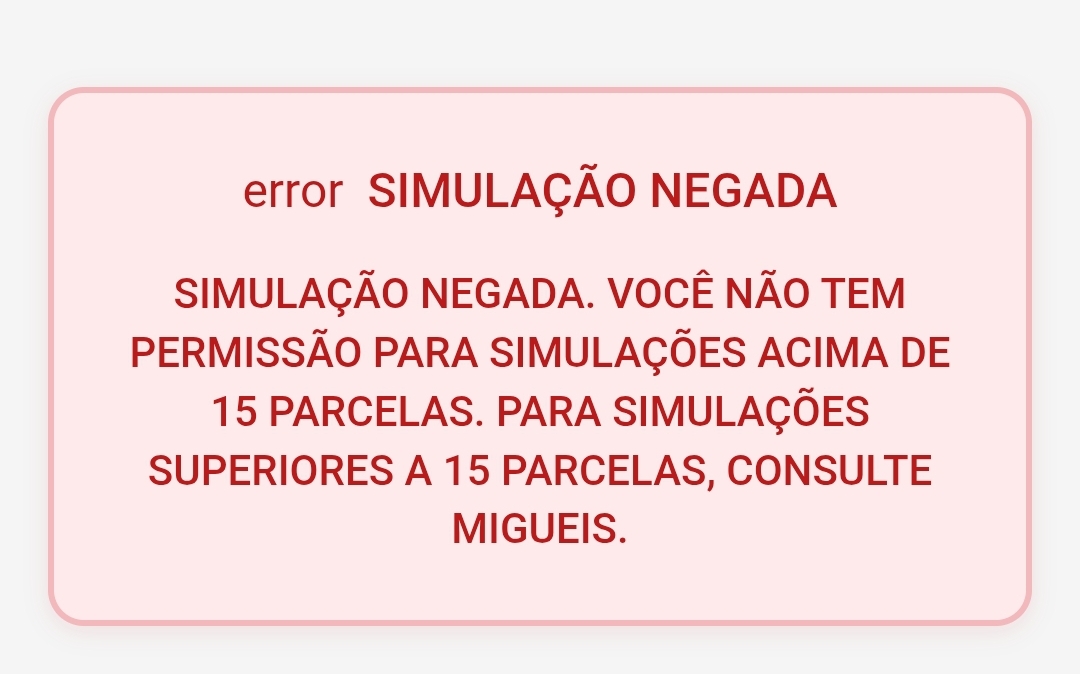 error SIMULAÇÃO NEGADA
SIMULAÇÃO NEGADA. VOCÊ NÃO TEM
PERMISSÃO PARA SIMULAÇÕES ACIMA DE
15 PARCELAS. PARA SIMULAÇÕES
SUPERIORES A 15 PARCELAS, CONSULTE
MIGUEIS.